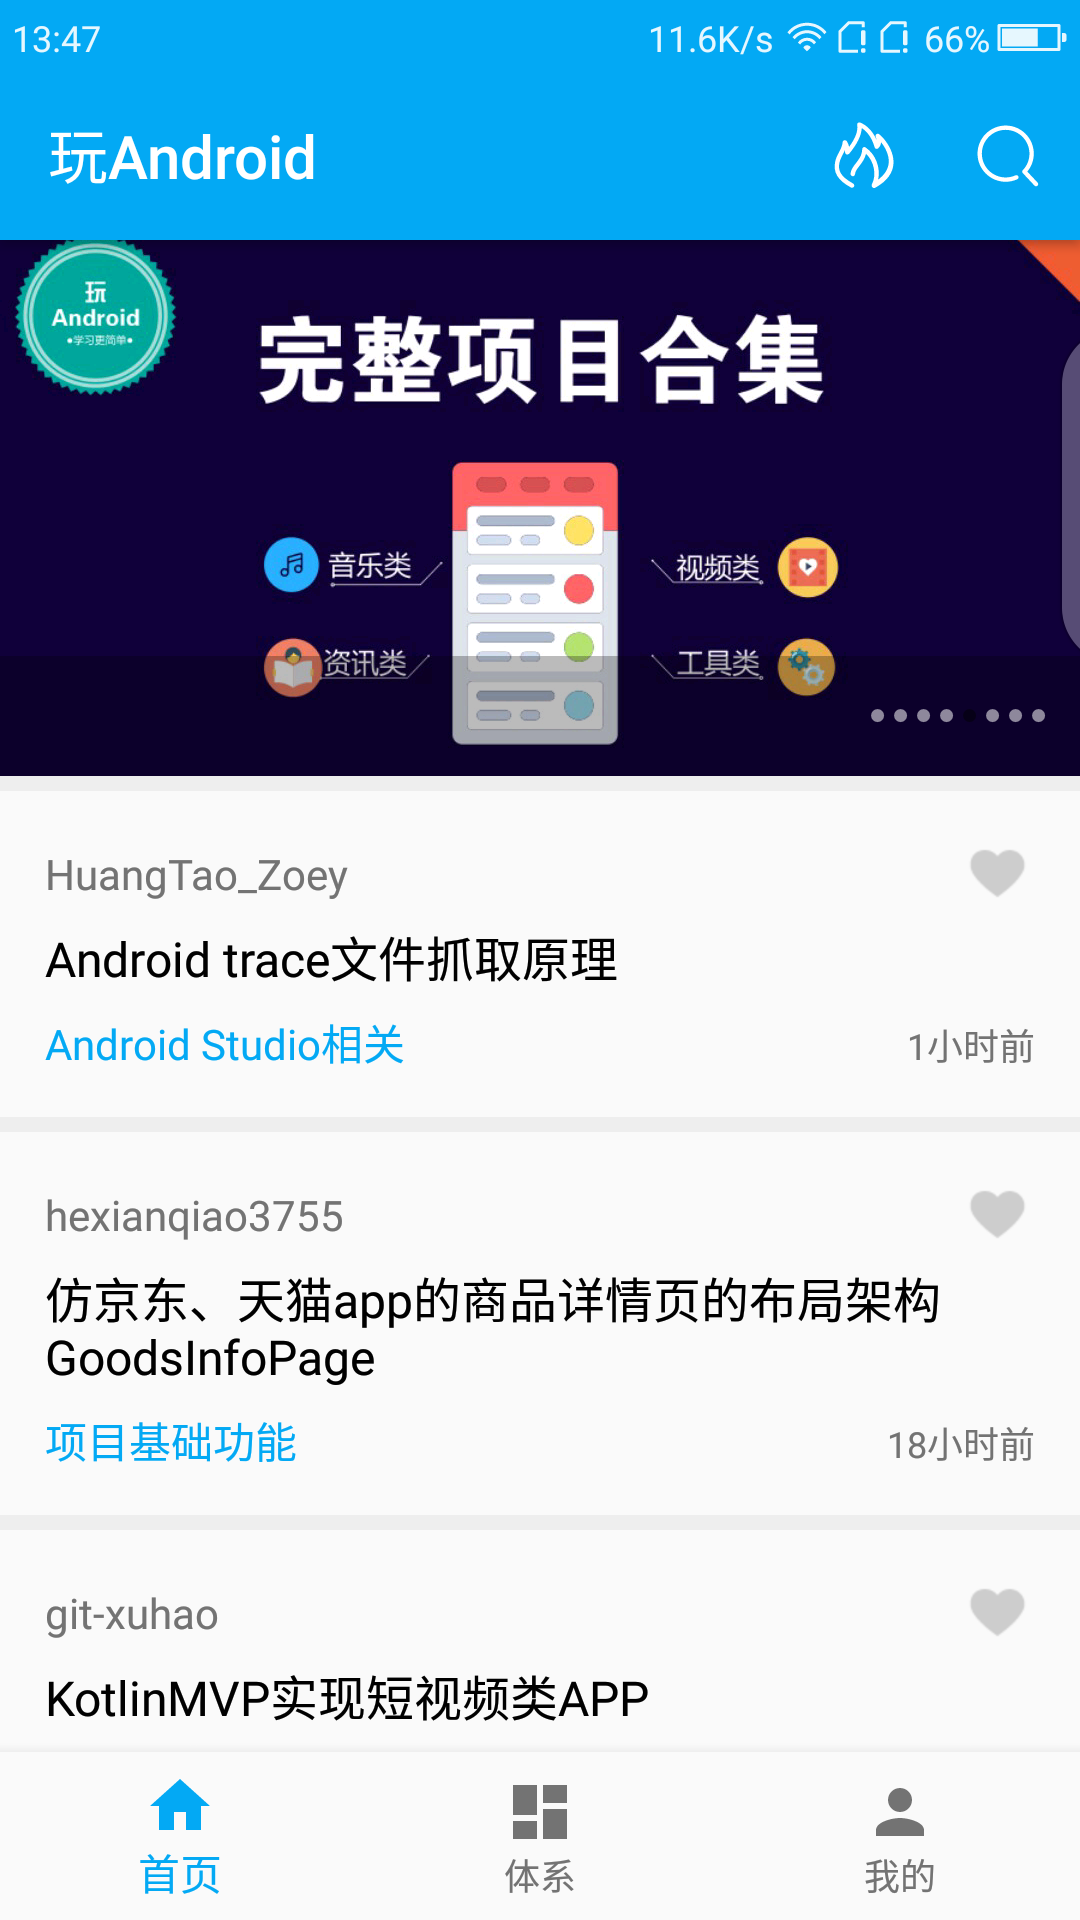 13:47
11.6K/s
66%
玩Android
玩
Android
•学习更简单•
完整项目合集
音乐类
视频类
资讯类
工具类
HuangTao_Zoey
Android trace文件抓取原理
Android Studio相关
1小时前
hexianqiao3755
仿京东、天猫app的商品详情页的布局架构
GoodsInfoPage
项目基础功能
18小时前
git-xuhao
KotlinMVP实现短视频类APP
首页
体系
我的